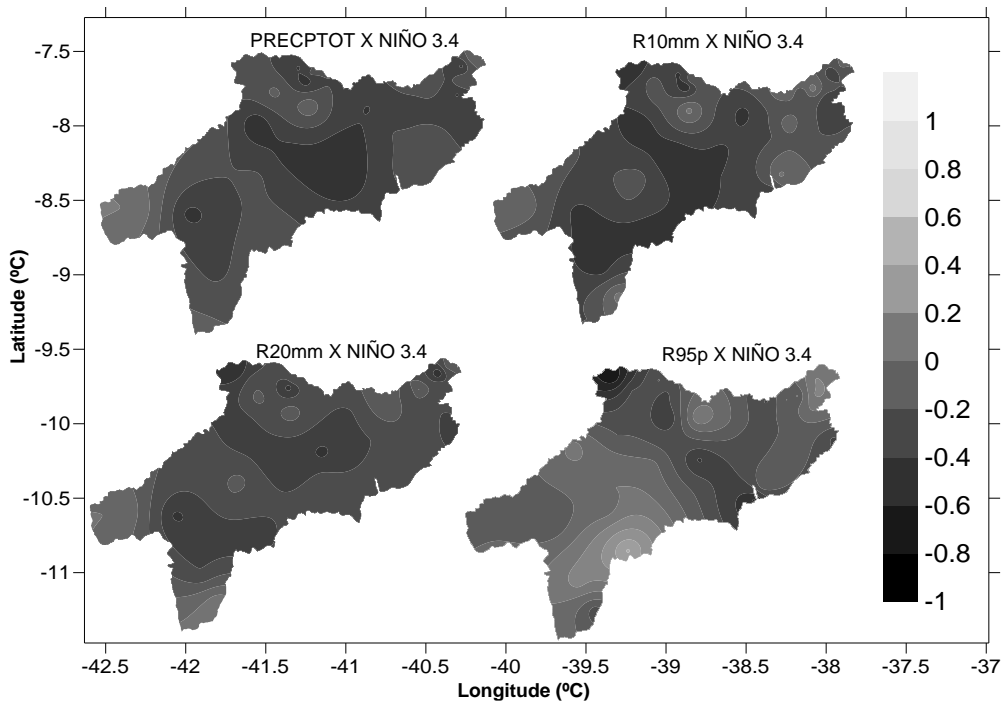 PRECPTOT X NIÑO 3.4
R10mm X NIÑO 3.4
R20mm X NIÑO 3.4
R95p X NIÑO 3.4
Latitude (ºC)
-7.5
-8
-8.5
-9
-9.5
-10
-10.5
-11
1
0.8
0.6
0.4
0.2
0
-0.2
-0.4
-0.6
-0.8
-1
-42.5 -42 -41.5 -41 -40.5 -40 -39.5 -39 -38.5 -38 -37.5 -37
Longitude (ºC)